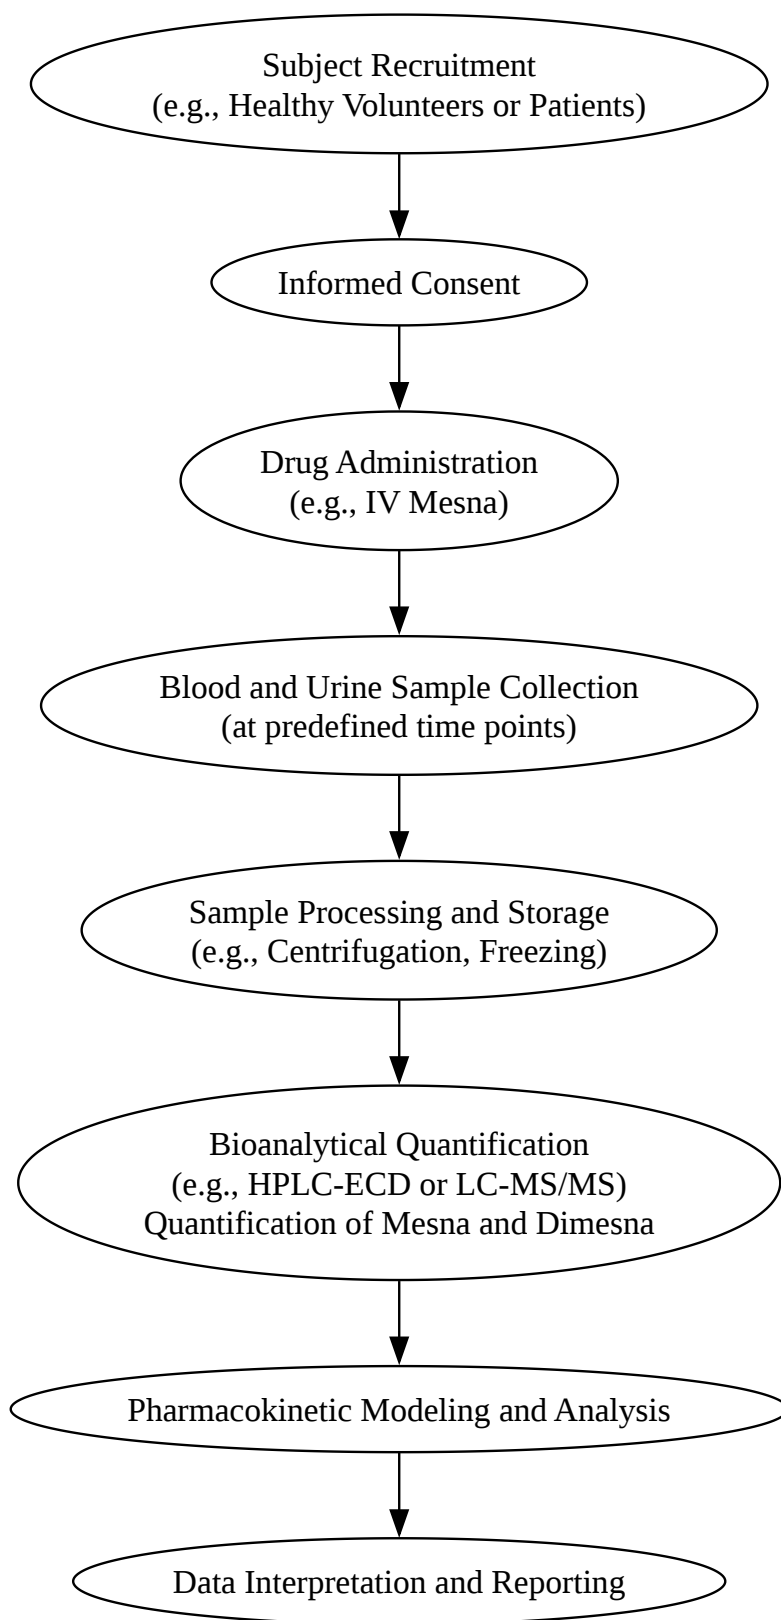 Subject Recruitment
(e.g., Healthy Volunteers or Patients)
Informed Consent
Drug Administration
(e.g., IV Mesna)
Blood and Urine Sample Collection
(at predefined time points)
Sample Processing and Storage
(e.g., Centrifugation, Freezing)
Bioanalytical Quantification
(e.g., HPLC-ECD or LC-MS/MS)
Quantification of Mesna and Dimesna
Pharmacokinetic Modeling and Analysis
Data Interpretation and Reporting